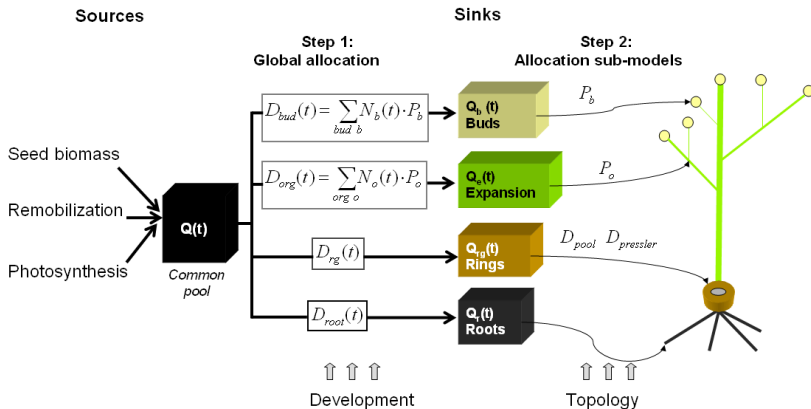 Sources
Sinks
Step 1:
Global allocation
Step 2:
Allocation sub-models
Seed biomass
Remobilization
Photosynthesis
Q(t)
Common
pool
D_bud(t) = ∑_{bud b} N_b(t)·P_b
D_org(t) = ∑_{org o} N_o(t)·P_o
D_rg(t)
D_root(t)
Q_b (t)
Buds
Q_e(t)
Expansion
Q_rg(t)
Rings
Q_r(t)
Roots
P_b
P_o
D_pool D_pressler
Development
Topology